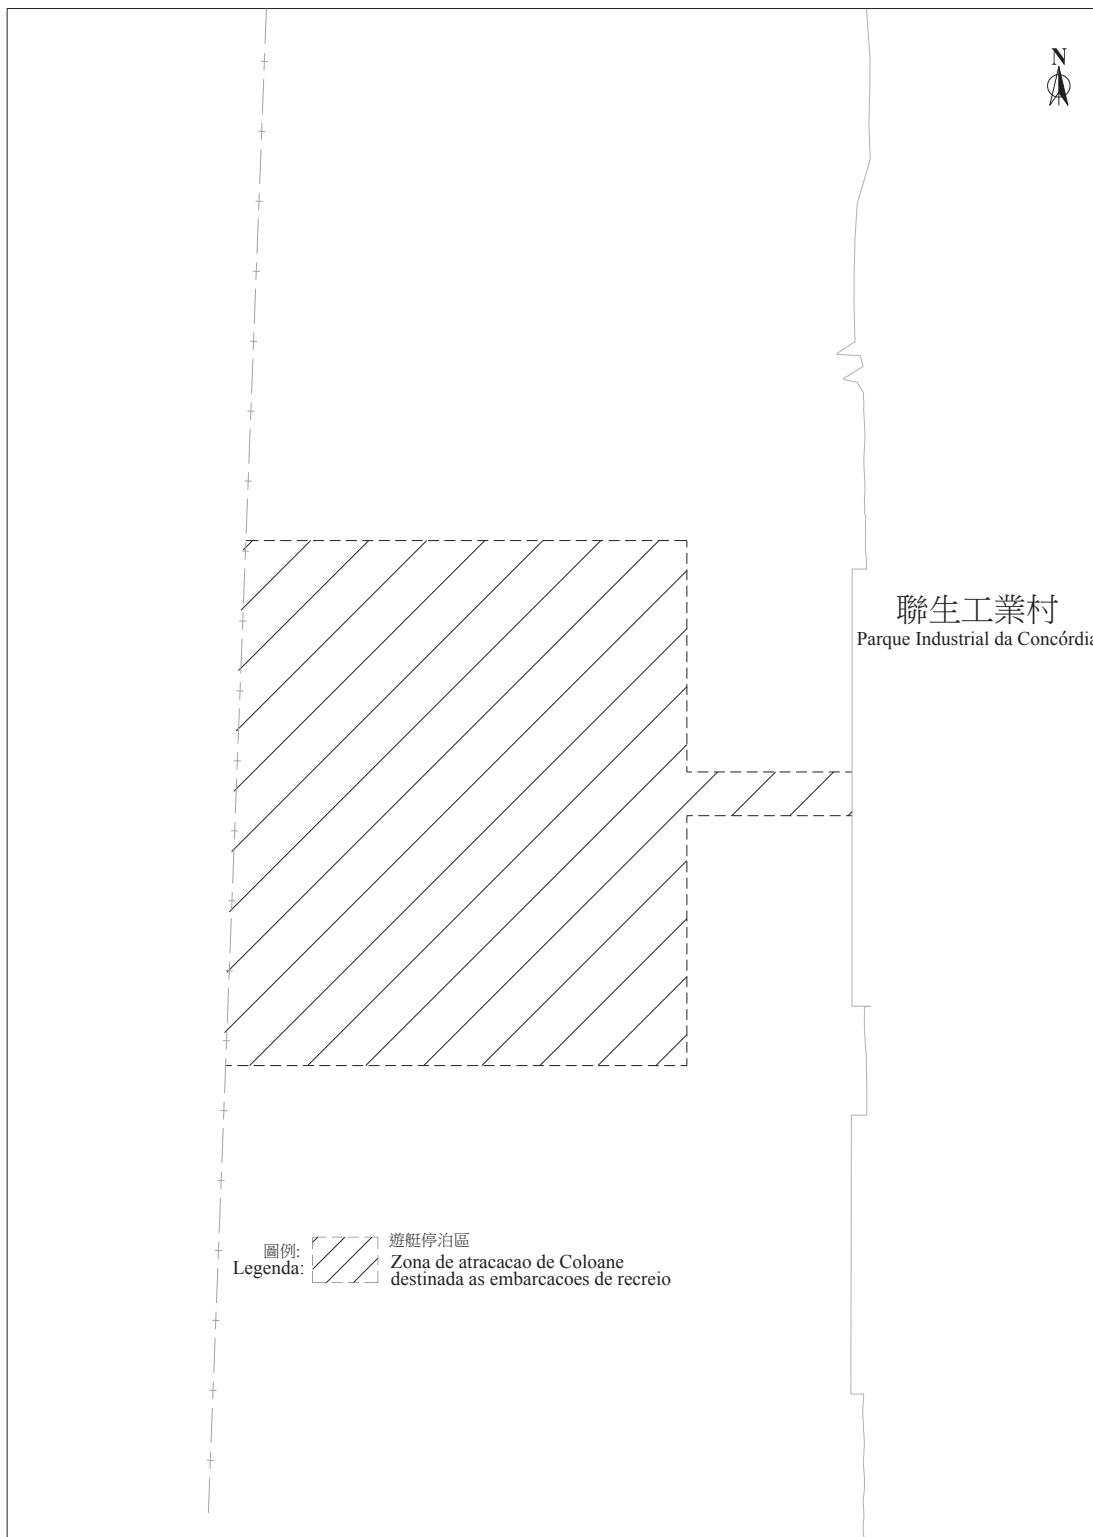 N
聯生工業村
Parque Industrial da Concórdia
圖例:
Legenda:
遊艇停泊區
Zona de atracacao de Coloane
destinada as embarcacoes de recreio